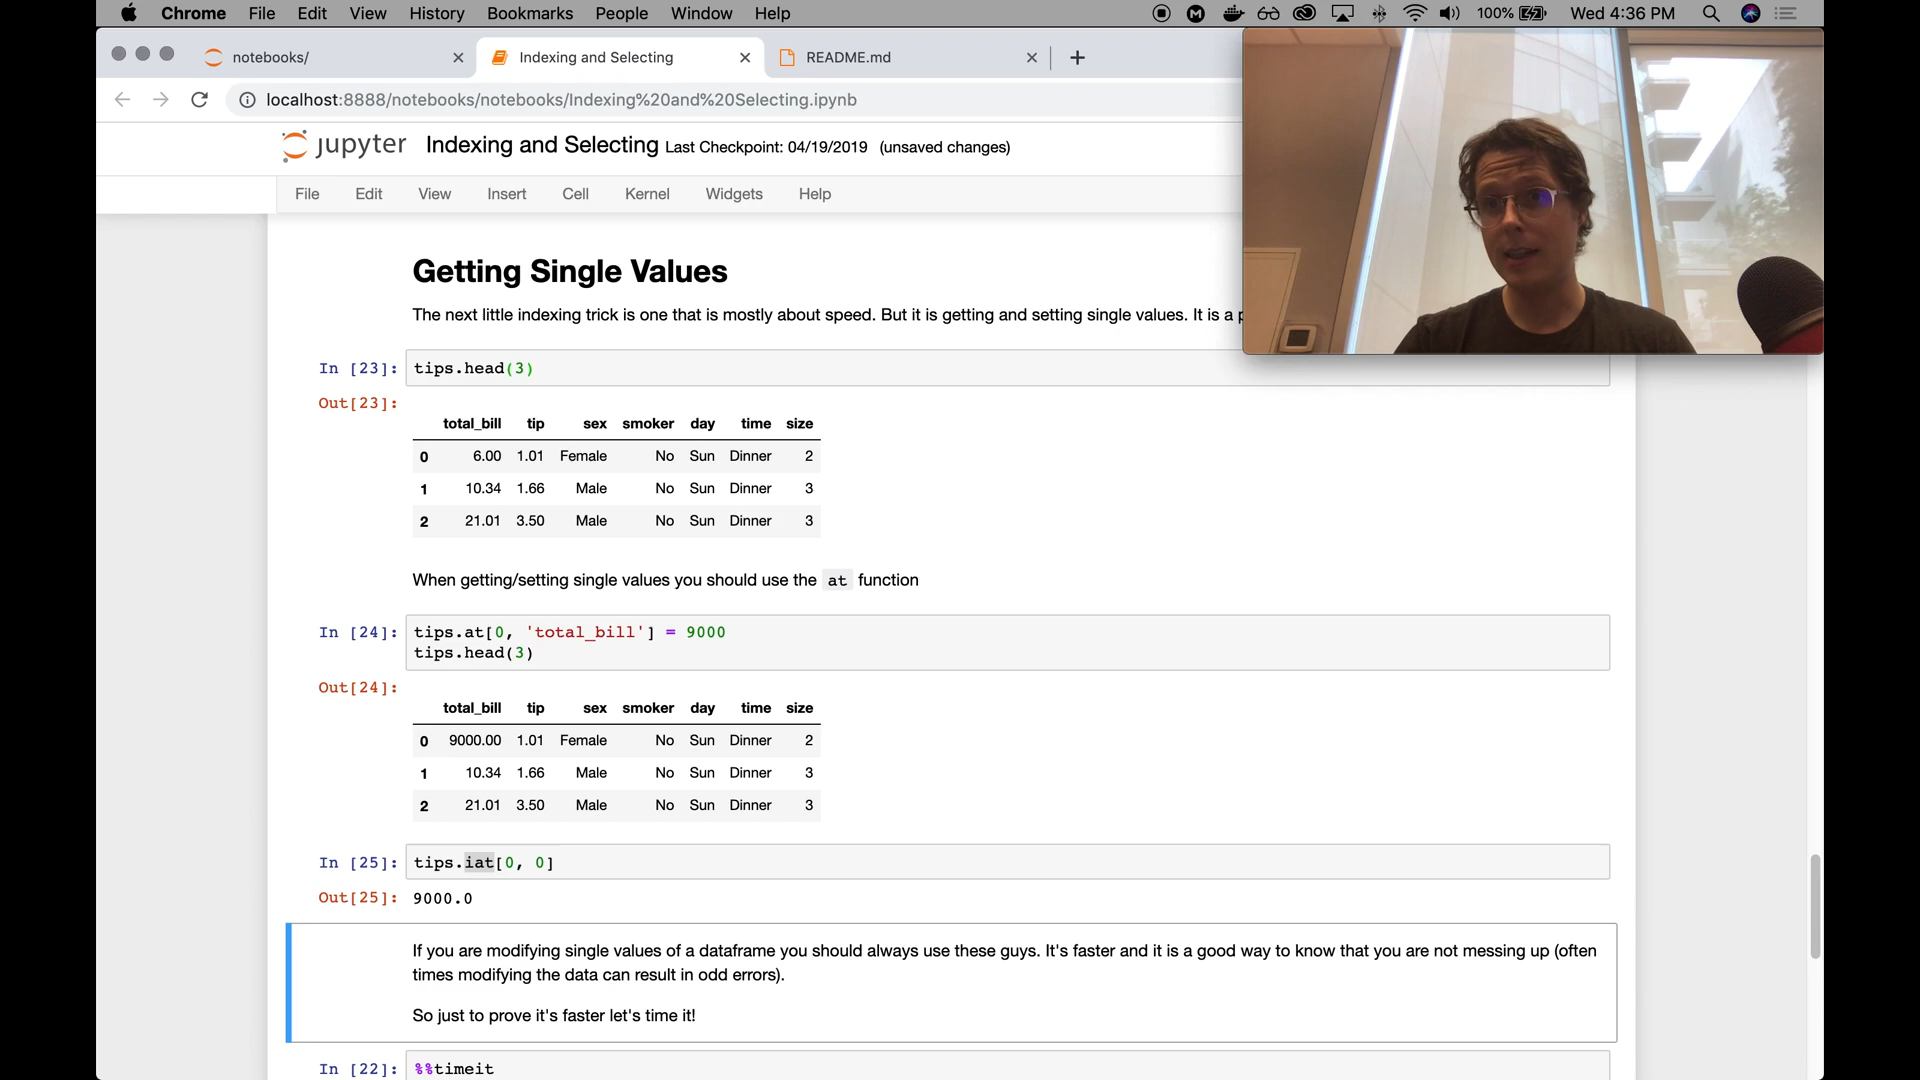 Chrome File Edit View History Bookmarks People Window Help 100% Wed 4:36 PM
notebooks/ Indexing and Selecting README.md
localhost:8888/notebooks/notebooks/Indexing%20and%20Selecting.ipynb
jupyter Indexing and Selecting Last Checkpoint: 04/19/2019 (unsaved changes)
File Edit View Insert Cell Kernel Widgets Help
Getting Single Values
The next little indexing trick is one that is mostly about speed. But it is getting and setting single values. It is a
In [23]: tips.head(3)
Out[23]:
total_bill tip sex smoker day time size
0 6.00 1.01 Female No Sun Dinner 2
1 10.34 1.66 Male No Sun Dinner 3
2 21.01 3.50 Male No Sun Dinner 3
When getting/setting single values you should use the at function
In [24]: tips.at[0, 'total_bill'] = 9000
tips.head(3)
Out[24]:
total_bill tip sex smoker day time size
0 9000.00 1.01 Female No Sun Dinner 2
1 10.34 1.66 Male No Sun Dinner 3
2 21.01 3.50 Male No Sun Dinner 3
In [25]: tips.iat[0, 0]
Out[25]: 9000.0
If you are modifying single values of a dataframe you should always use these guys. It's faster and it is a good way to know that you are not messing up (often
times modifying the data can result in odd errors).
So just to prove it's faster let's time it!
In [22]: %%timeit